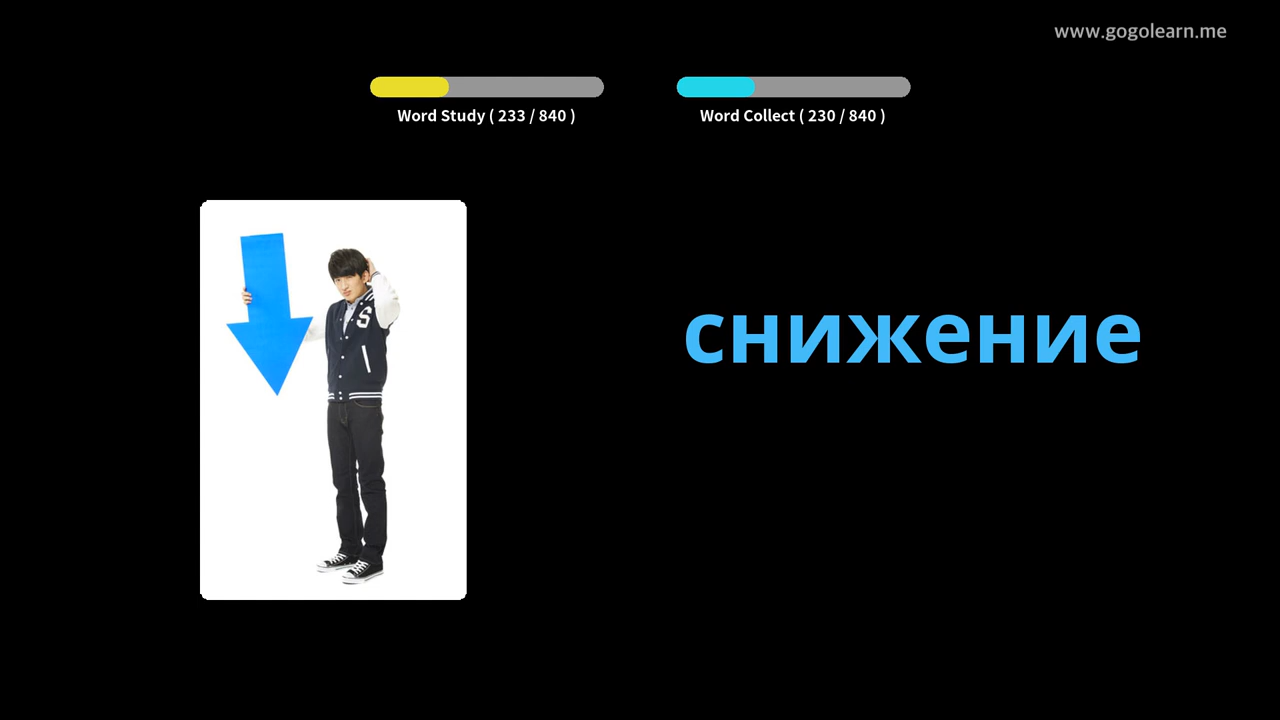 www.gogolearn.me
Word Study ( 233 / 840 )
Word Collect ( 230 / 840 )
S
снижение